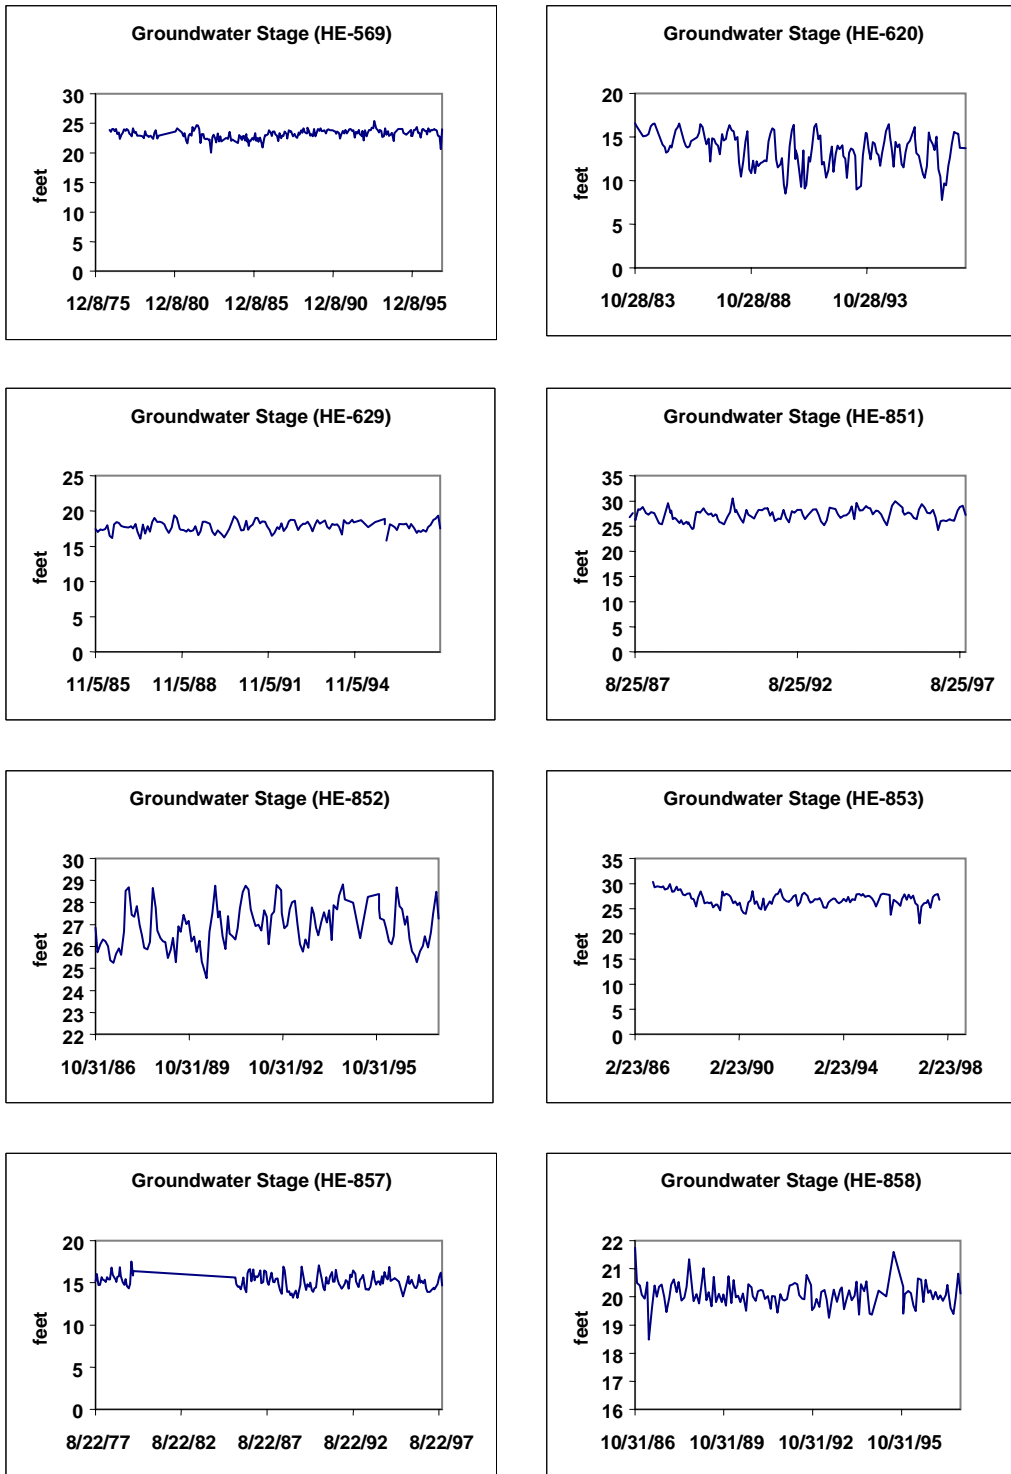 Groundwater Stage (HE-569)
30
25
20
15
10
5
0
feet
12/8/75 12/8/80 12/8/85 12/8/90 12/8/95
Groundwater Stage (HE-620)
20
15
10
5
0
feet
10/28/83 10/28/88 10/28/93
Groundwater Stage (HE-629)
25
20
15
10
5
0
feet
11/5/85 11/5/88 11/5/91 11/5/94
Groundwater Stage (HE-851)
35
30
25
20
15
10
5
0
feet
8/25/87 8/25/92 8/25/97
Groundwater Stage (HE-852)
30
29
28
27
26
25
24
23
22
feet
10/31/86 10/31/89 10/31/92 10/31/95
Groundwater Stage (HE-853)
35
30
25
20
15
10
5
0
feet
2/23/86 2/23/90 2/23/94 2/23/98
Groundwater Stage (HE-857)
20
15
10
5
0
feet
8/22/77 8/22/82 8/22/87 8/22/92 8/22/97
Groundwater Stage (HE-858)
22
21
20
19
18
17
16
feet
10/31/86 10/31/89 10/31/92 10/31/95